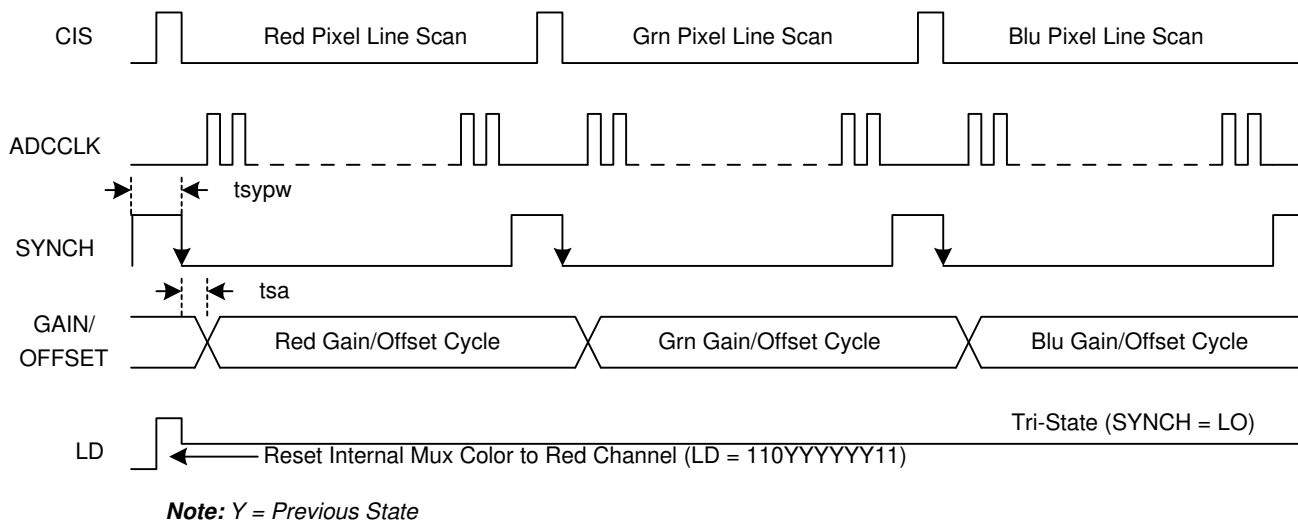 CIS Red Pixel Line Scan Grn Pixel Line Scan Blu Pixel Line Scan
ADCCLK
tsypw
SYNCH
tsa
GAIN/
OFFSET
Red Gain/Offset Cycle Grn Gain/Offset Cycle Blu Gain/Offset Cycle
Tri-State (SYNCH = LO)
LD Reset Internal Mux Color to Red Channel (LD = 110YYYYYY11)
Note: Y = Previous State